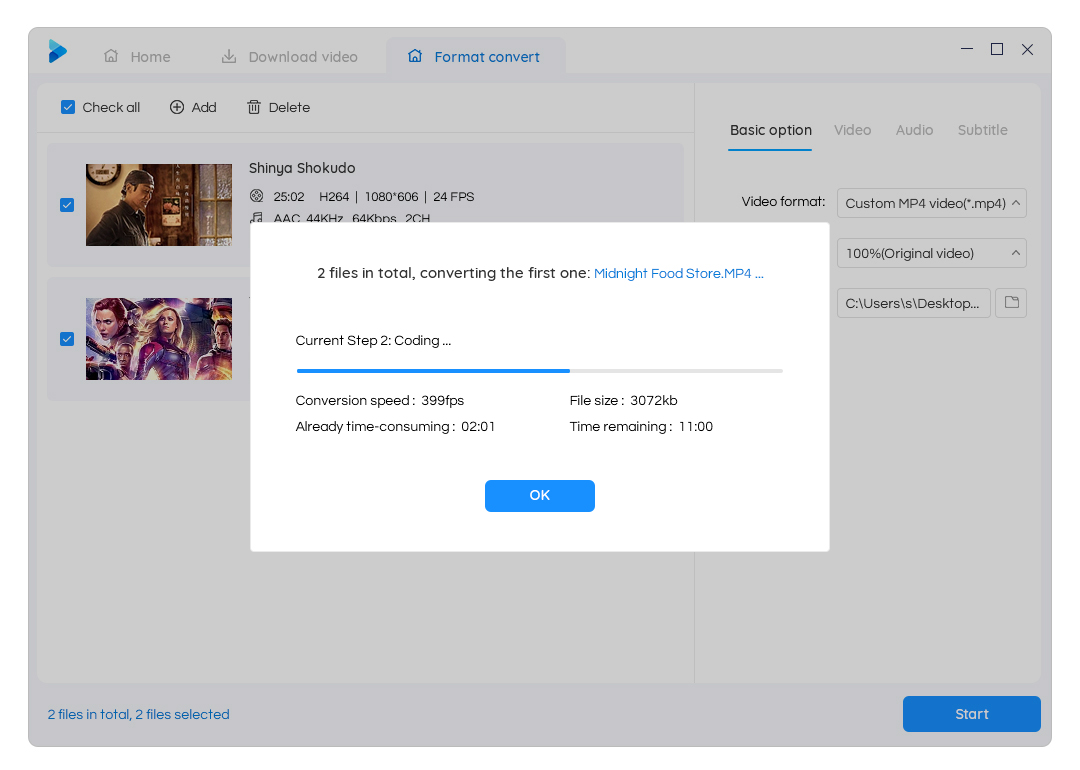 Home
Download video
Format convert
Check all
Add
Delete
Basic option
Video
Audio
Subtitle
Shinya Shokudo
25:02 H264 | 1080*606 | 24 FPS
AAC 44KHz 64Kbps 2CH
Video format:
Custom MP4 video(*.mp4)
100%(Original video)
C:\Users\s\Desktop...
2 files in total, converting the first one: Midnight Food Store.MP4 ...
Current Step 2: Coding ...
Conversion speed : 399fps
File size : 3072kb
Already time-consuming : 02:01
Time remaining : 11:00
OK
2 files in total, 2 files selected
Start